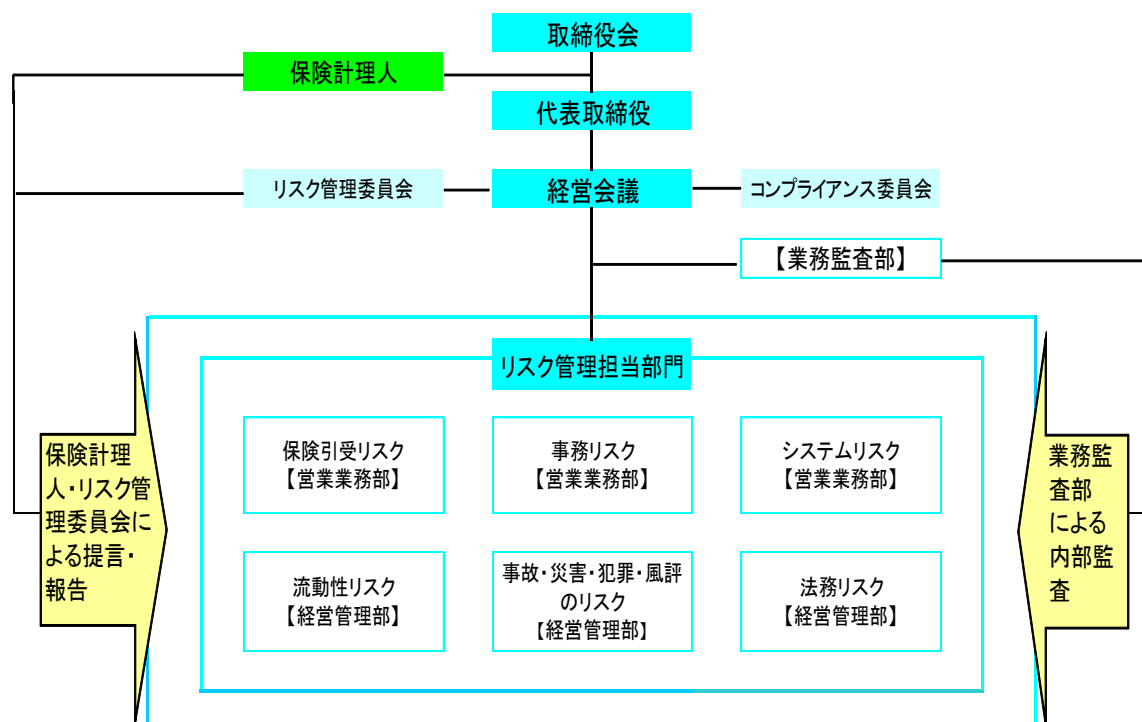 取締役会
保険計理人
代表取締役
リスク管理委員会
経営会議
コンプライアンス委員会
【業務監査部】
リスク管理担当部門
保険引受リスク
【営業業務部】
事務リスク
【営業業務部】
システムリスク
【営業業務部】
流動性リスク
【経営管理部】
事故・災害・犯罪・風評
のリスク
【経営管理部】
法務リスク
【経営管理部】
保険計理
人・リスク管
理委員会に
よる提言・
報告
業務監
査部
による
内部監
査